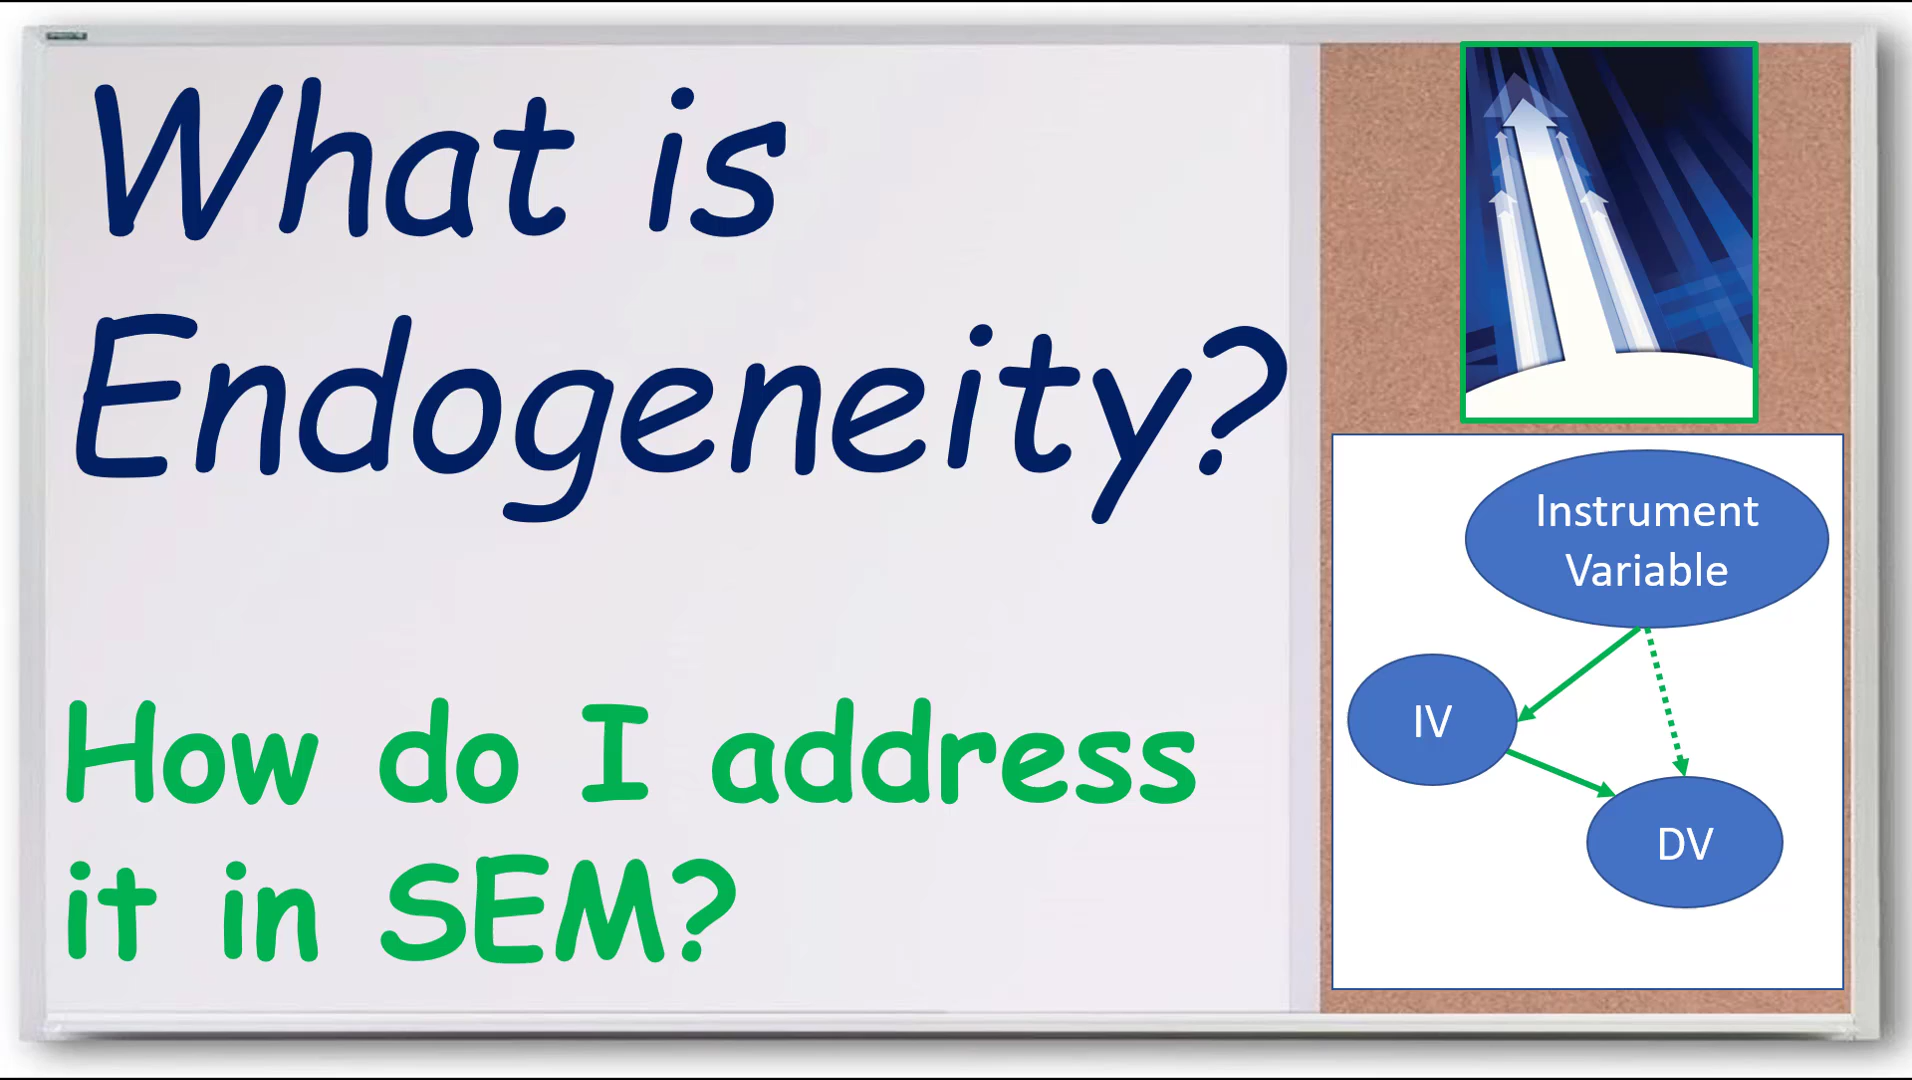 What is
Endogeneity?
How do I address
it in SEM?
Instrument
Variable
IV
DV